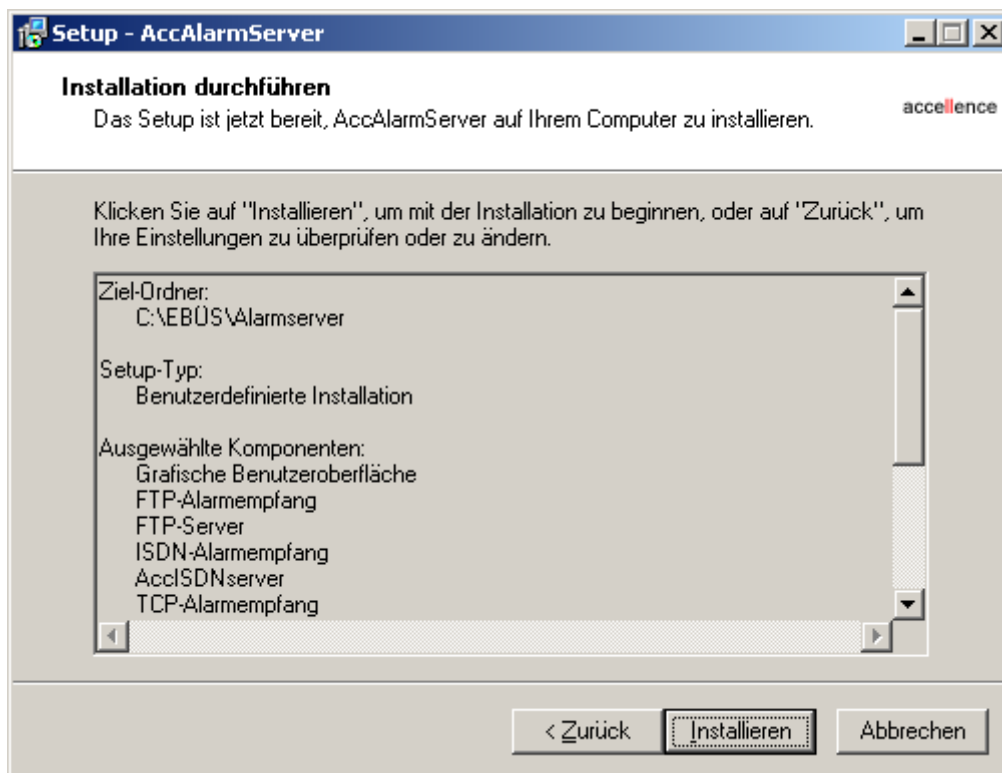 Setup - AccAlarmServer
Installation durchführen
Das Setup ist jetzt bereit, AccAlarmServer auf Ihrem Computer zu installieren.
accellence
Klicken Sie auf "Installieren", um mit der Installation zu beginnen, oder auf "Zurück", um
Ihre Einstellungen zu überprüfen oder zu ändern.
Ziel-Ordner:
C:\EBÜS\Alarmserver
Setup-Typ:
Benutzerdefinierte Installation
Ausgewählte Komponenten:
Grafische Benutzeroberfläche
FTP-Alarmempfang
FTP-Server
ISDN-Alarmempfang
AccISDNserver
TCP-Alarmempfang
< Zurück
Installieren
Abbrechen